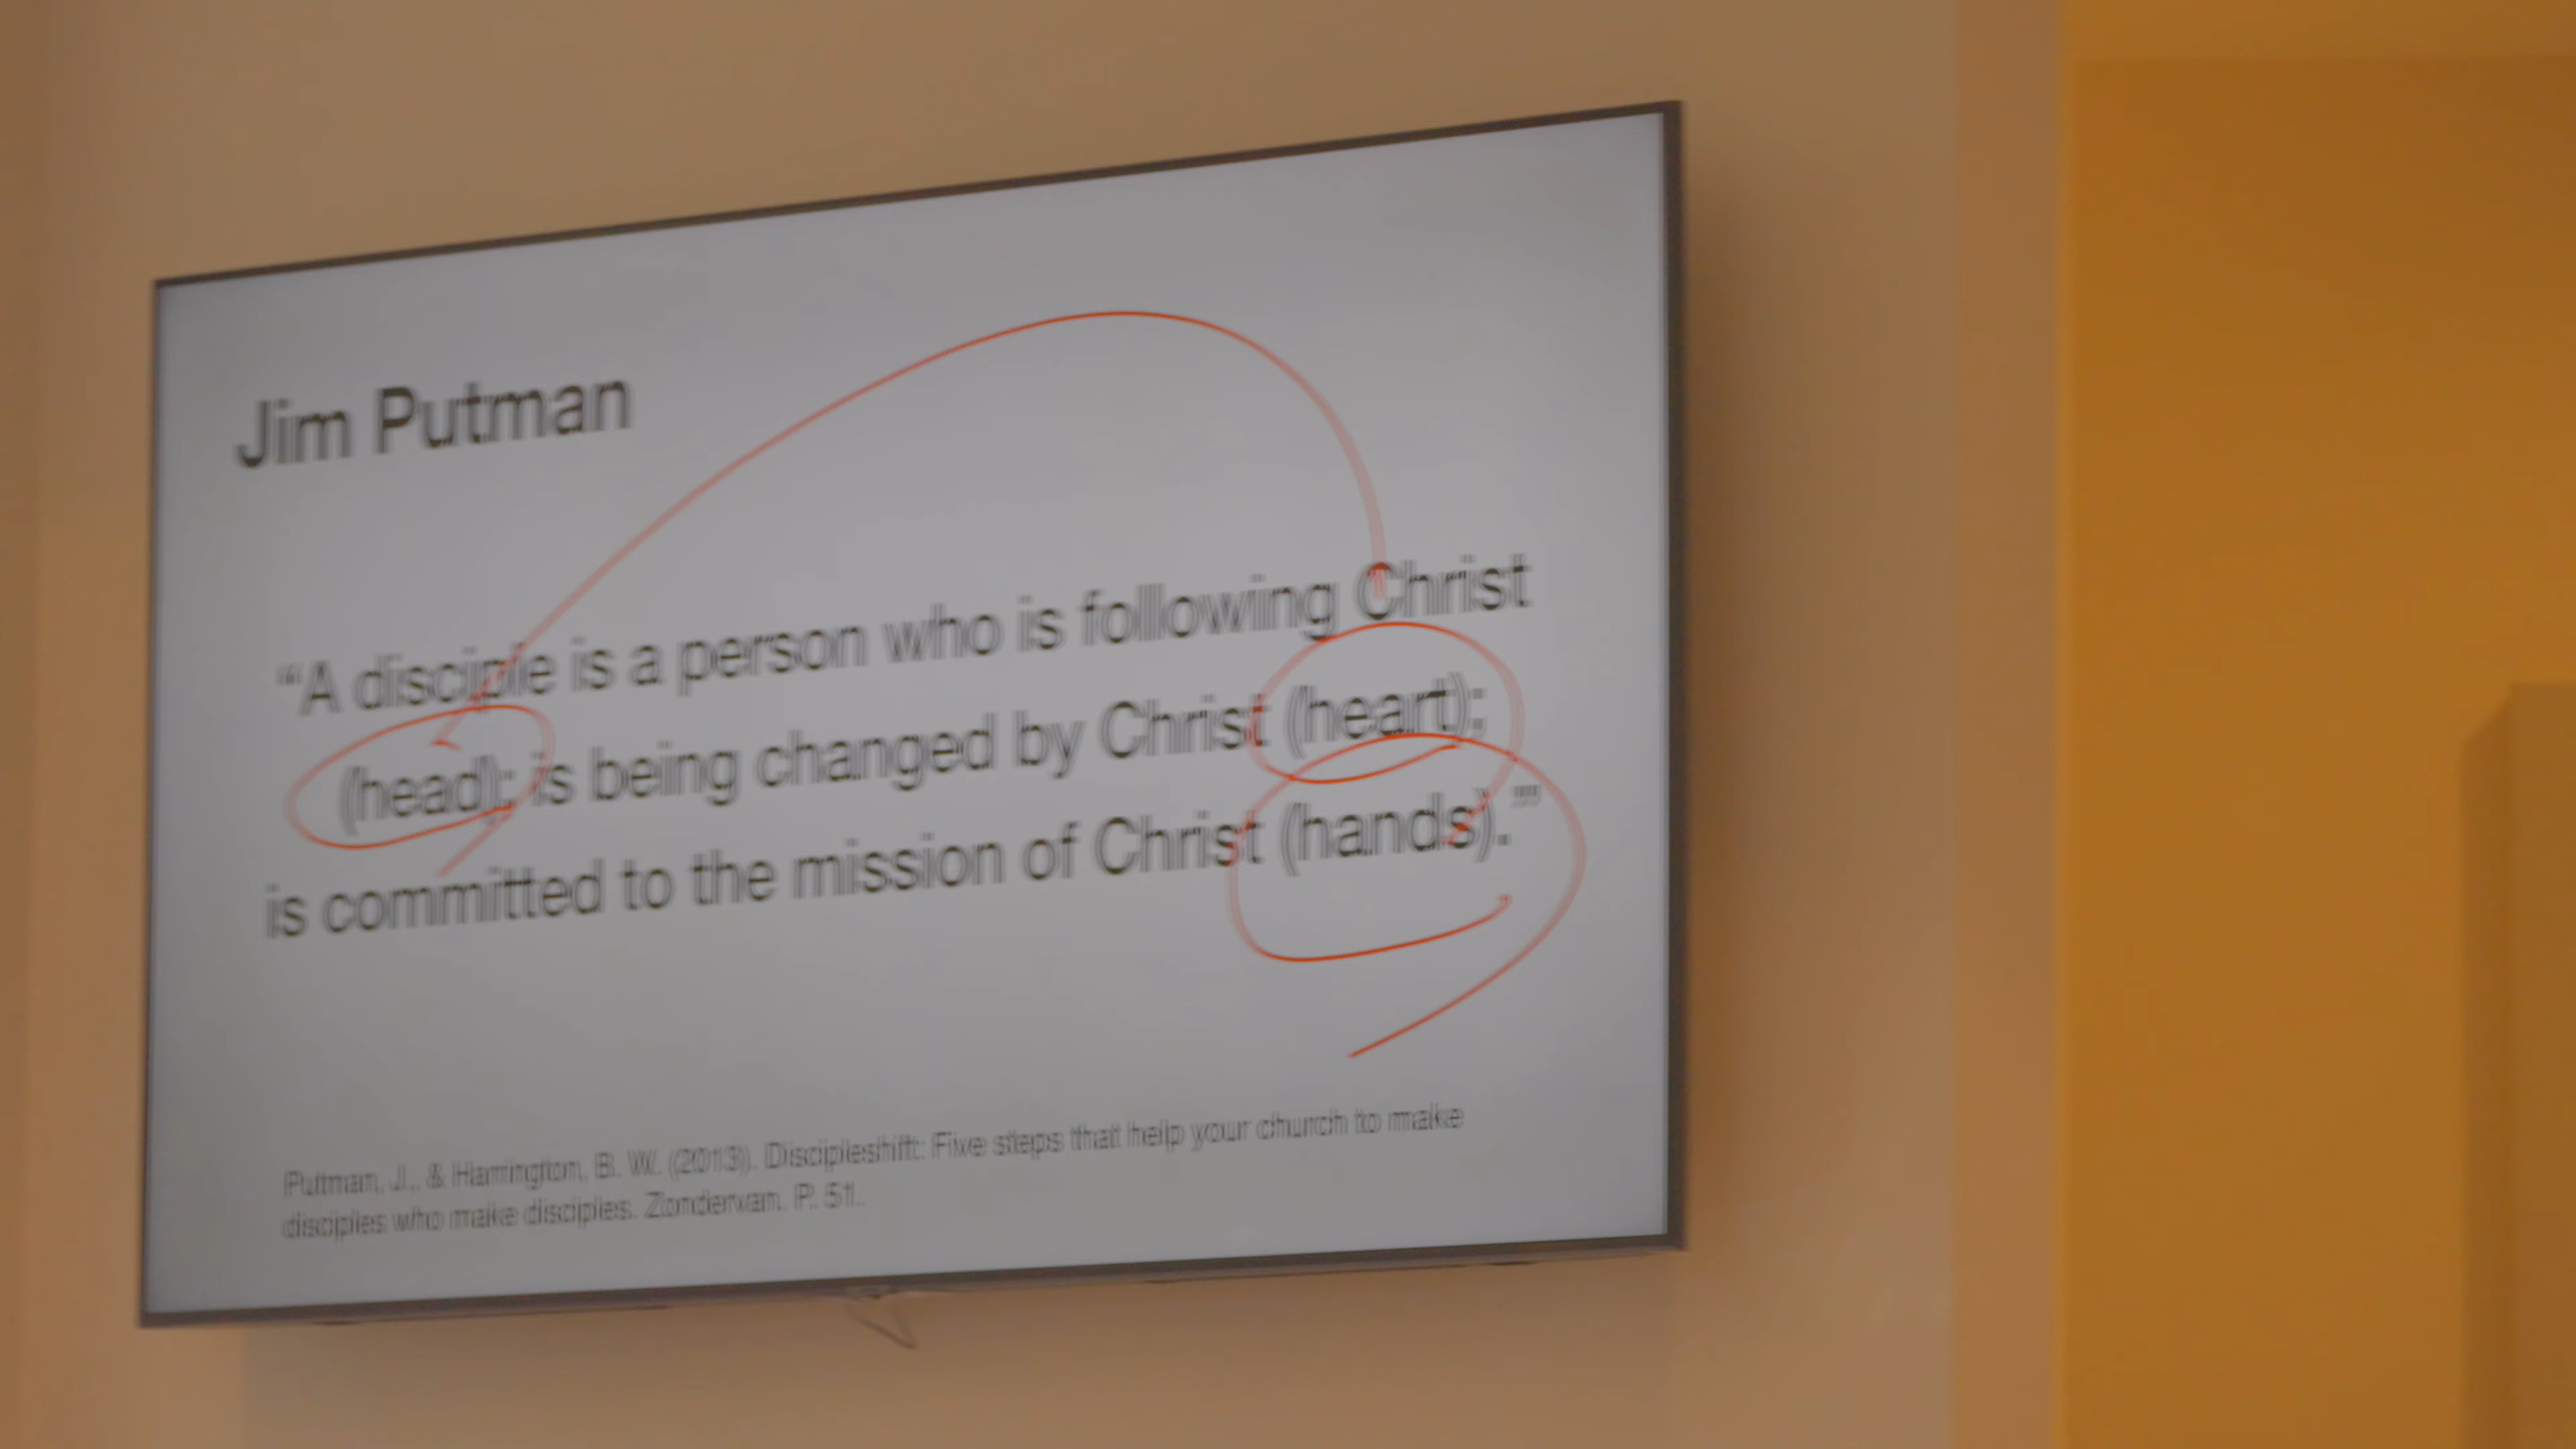 Jim Putman
“A disciple is a person who is following Christ
(head); is being changed by Christ (heart);
is committed to the mission of Christ (hands).”
Putman, J., & Harrington, B. W. (2013). Discipleshift: Five steps that help your church to make
disciples who make disciples. Zondervan. P. 51.